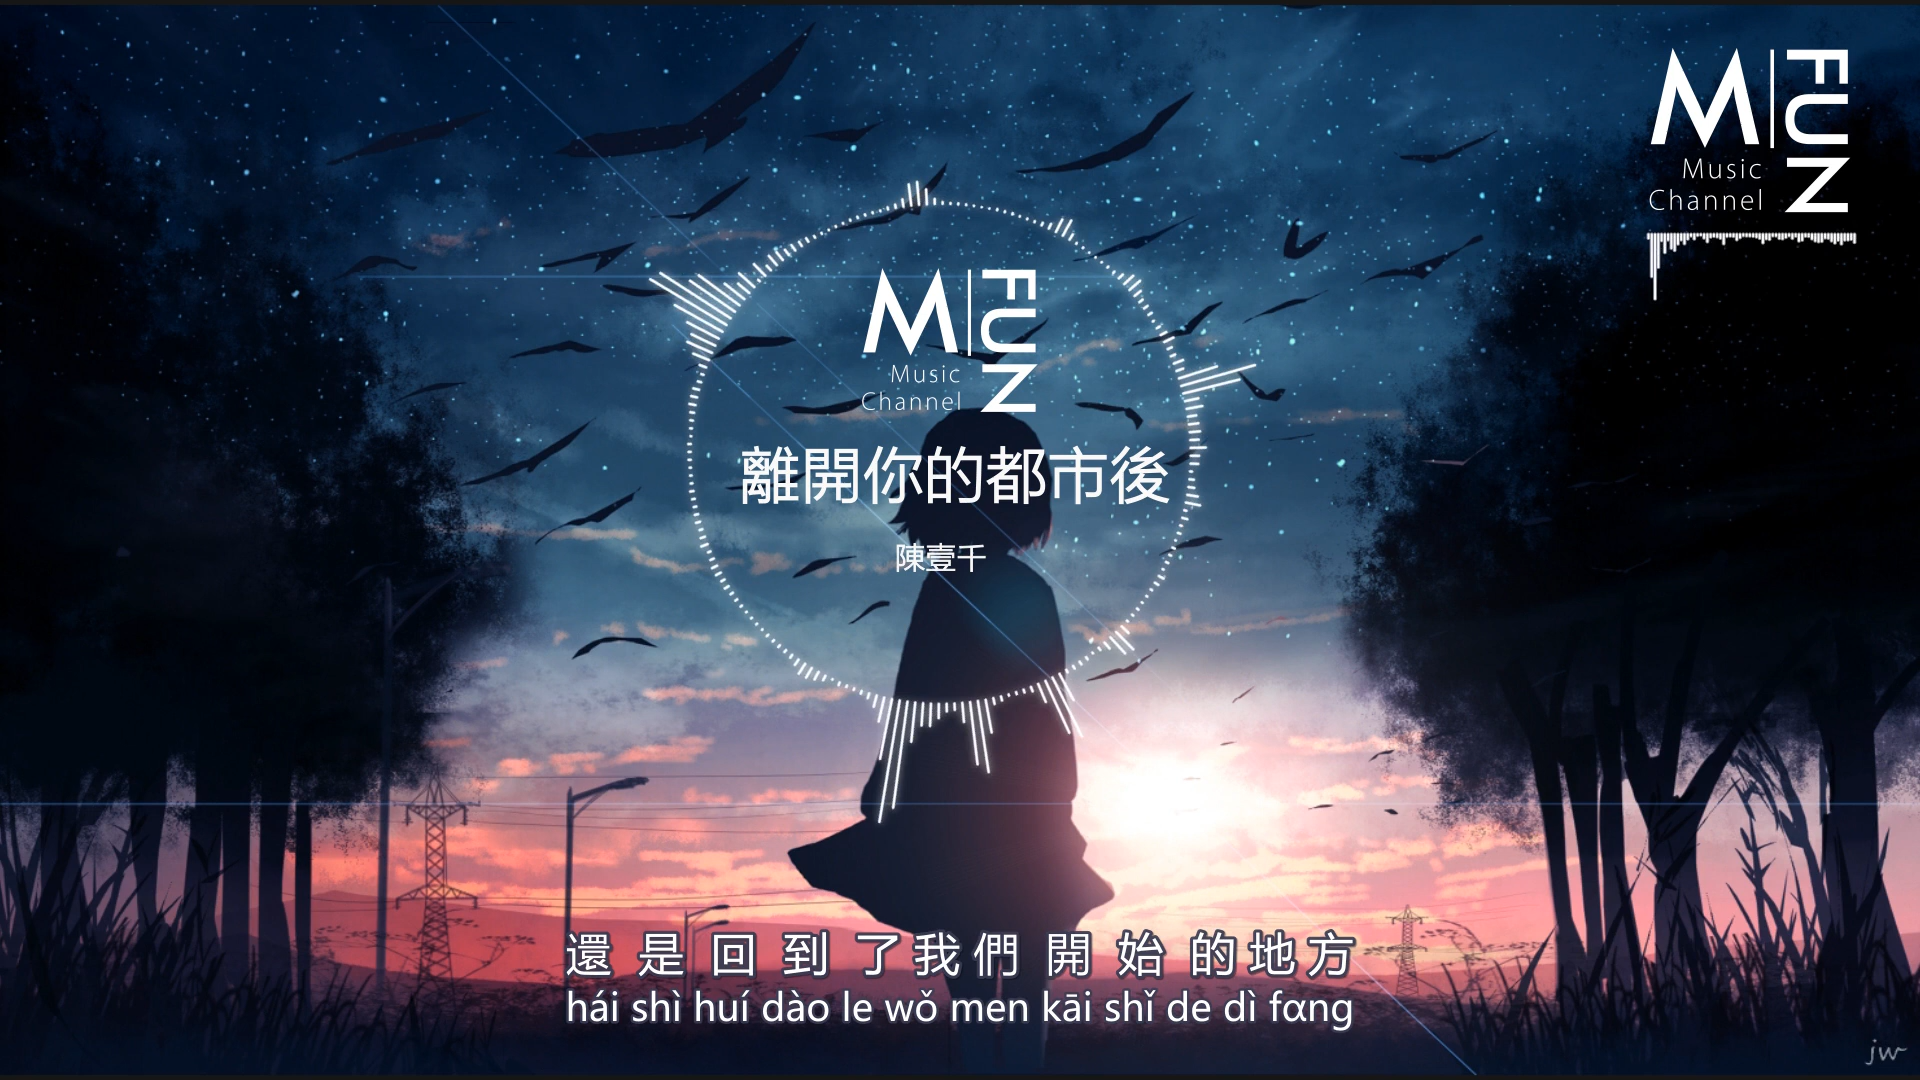 M|FUN
Music
Channel
M|FUN
Music
Channel
離開你的都市後
陳壹千
還是回到了我們開始的地方
hái shì huí dào le wǒ men kāi shǐ de dì fɑng
jw